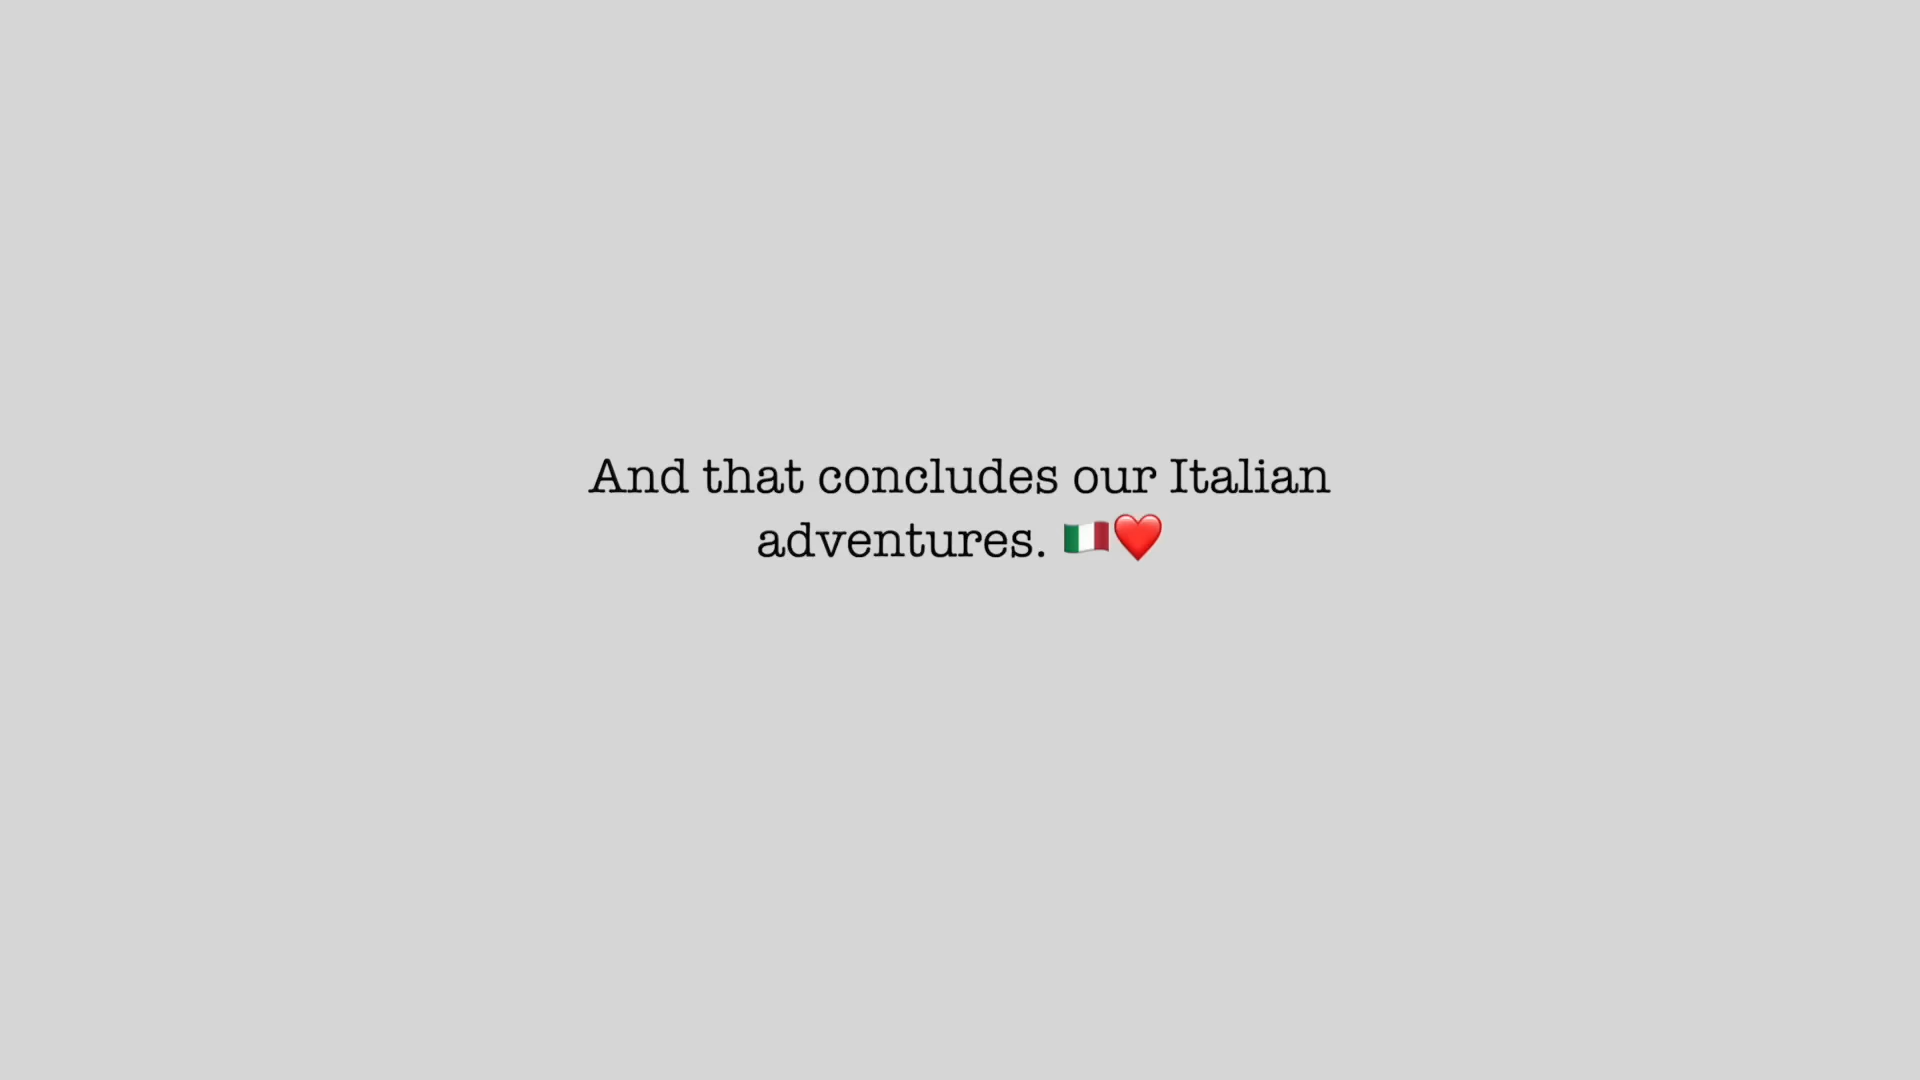 And that concludes our Italian
adventures. 🇮🇹❤️